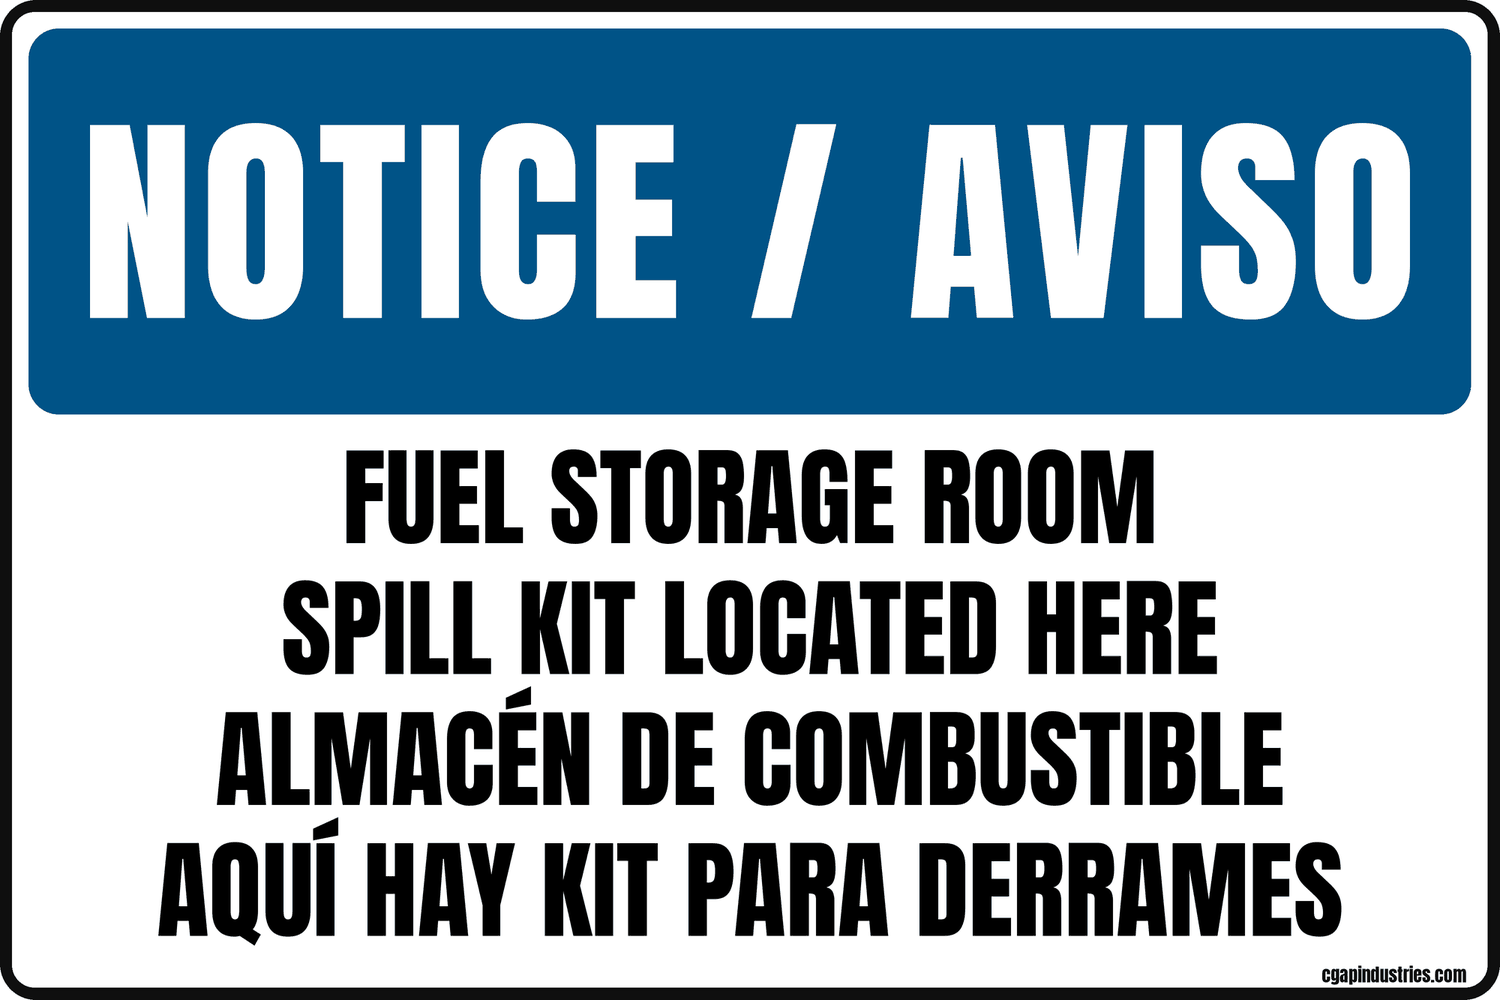 NOTICE / AVISO
FUEL STORAGE ROOM
SPILL KIT LOCATED HERE
ALMACÉN DE COMBUSTIBLE
AQUÍ HAY KIT PARA DERRAMES
cgapindustries.com